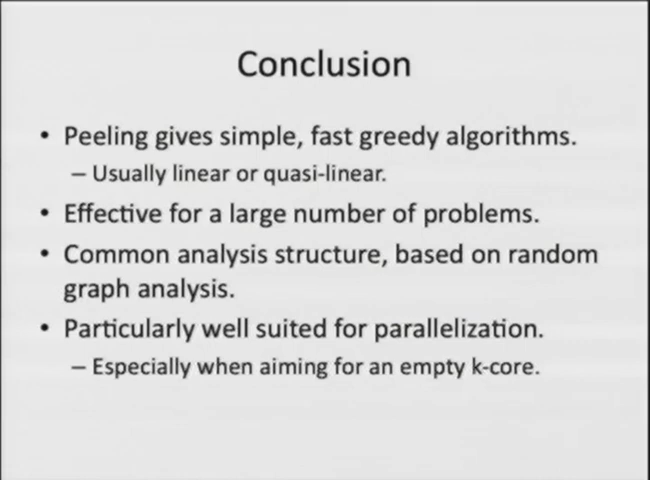 Conclusion
• Peeling gives simple, fast greedy algorithms.
– Usually linear or quasi-linear.
• Effective for a large number of problems.
• Common analysis structure, based on random
graph analysis.
• Particularly well suited for parallelization.
– Especially when aiming for an empty k-core.